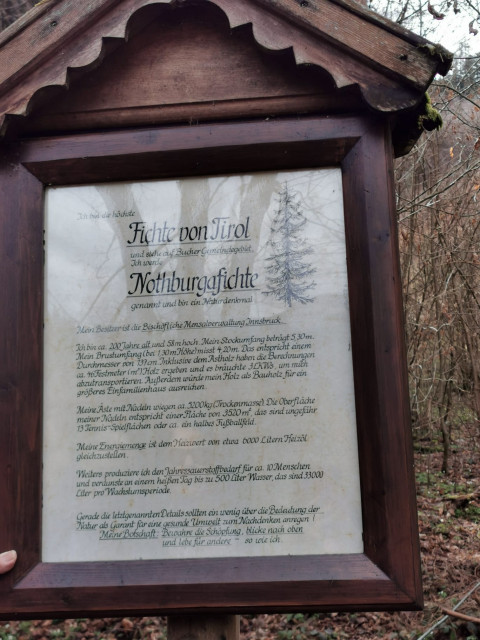 Ich bin die höchste
Fichte von Tirol
und stehe auf Bucher Gemeindegebiet.
Ich werde
Nothburgafichte
genannt und bin ein Naturdenkmal
Mein Besitzer ist die Bischöfliche Mensalverwaltung Innsbruck
Ich bin ca. 200 Jahre alt und 51m hoch. Mein Stockumfang beträgt 5.30m.
Mein Brustumfang (bei 1.30m Höhe) misst 4.20m. Das entspricht einem
Durchmesser von 1.34m. Inklusive dem Astholz haben die Berechnungen
ca. Festmeter (m³) Holz ergeben und es bräuchte 3 LKWs, um mich
abzutransportieren. Außerdem würde mein Holz als Bauholz für ein
größeres Einfamilienhaus ausreichen.
Meine Äste mit Nadeln wiegen ca. 3200kg (Trockenmasse). Die Oberfläche
meiner Nadeln entspricht einer Fläche von 3520m², das sind ungefähr
13 Tennis-Spielflächen oder ca. ein halbes Fußballfeld.
Meine Energiemenge ist dem Heizwert von etwa 6000 Litern Heizöl
gleichzustellen.
Weiters produziere ich den Jahressauerstoffbedarf für ca. 10 Menschen
und verdunste an einem heißen Tag bis zu 500 Liter Wasser, das sind 33000
Liter pro Wachstumsperiode.
Gerade die letztgenannten Details sollten ein wenig über die Bedeutung der
Natur als Garant für eine gesunde Umwelt zum Nachdenken anregen!
Meine Botschaft: Bewahre die Schöpfung, blicke nach oben
und lebe für andere - so wie ich.